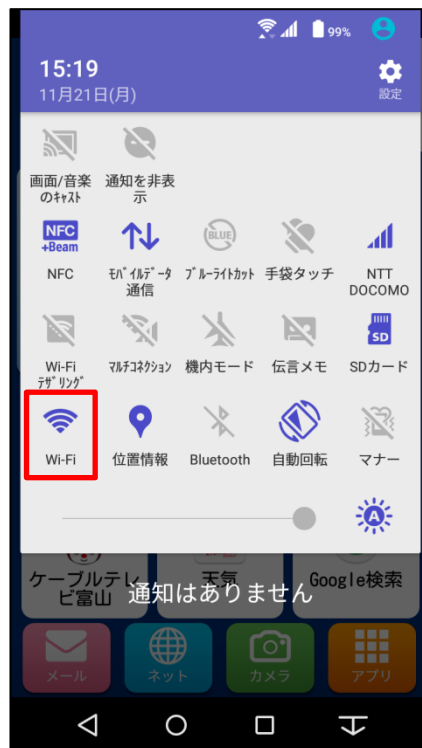 99%
15:19
11月21日(月)
設定
画面/音楽
のｷｬｽﾄ
通知を非表
示
NFC
+Beam
BLUE
NFC
ﾓﾊﾞｲﾙﾃﾞｰﾀ
通信
ﾌﾞﾙｰﾗｲﾄｶｯﾄ
手袋タッチ
NTT
DOCOMO
SD
Wi-Fi
ﾃｻﾞﾘﾝｸﾞ
ﾏﾙﾁｺﾈｸｼｮﾝ
機内モード
伝言メモ
SDカード
Wi-Fi
位置情報
Bluetooth
自動回転
マナー
A
ケーブルテレ
ビ富山
天気
Google検索
通知はありません
メール
ネット
カメラ
アプリ